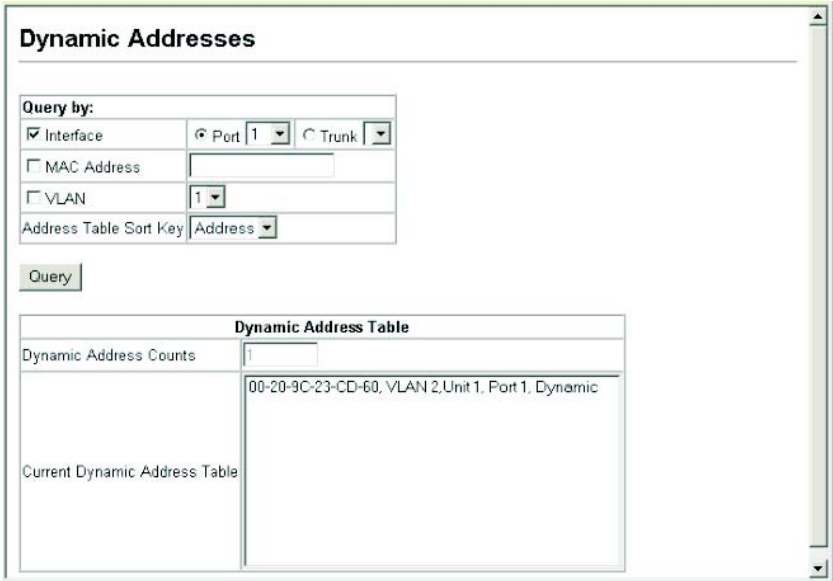 Dynamic Addresses
Query by:
Interface Port 1 Trunk
MAC Address
VLAN 1
Address Table Sort Key Address
Query
Dynamic Address Table
Dynamic Address Counts 1
Current Dynamic Address Table 00-20-9C-23-CD-60, VLAN 2,Unit 1, Port 1, Dynamic